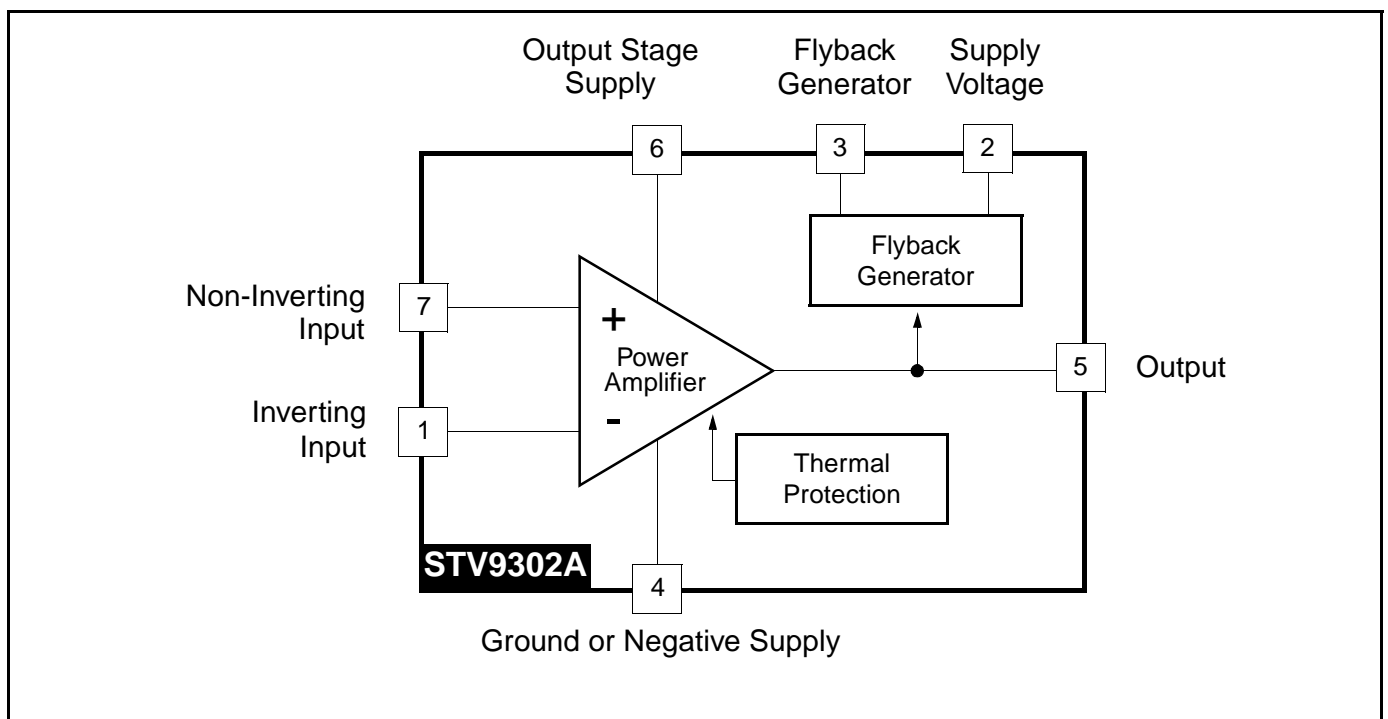 Output Stage
Supply
Flyback
Generator
Supply
Voltage
6
3
2
Flyback
Generator
Non-Inverting
Input
7
+
Power
Amplifier
-
5
Output
Inverting
Input
1
Thermal
Protection
STV9302A
4
Ground or Negative Supply